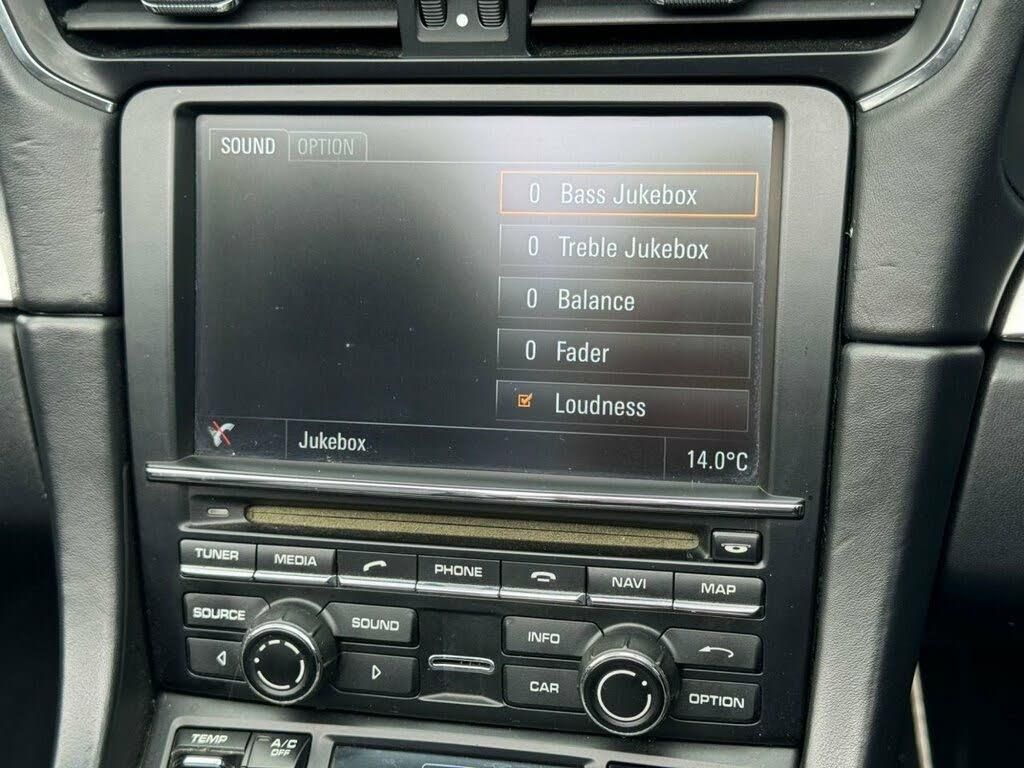 SOUND OPTION
0 Bass Jukebox
0 Treble Jukebox
0 Balance
0 Fader
Loudness
Jukebox
14.0°C
TUNER MEDIA PHONE NAVI MAP
SOURCE SOUND INFO
CAR OPTION
TEMP A/C
OFF